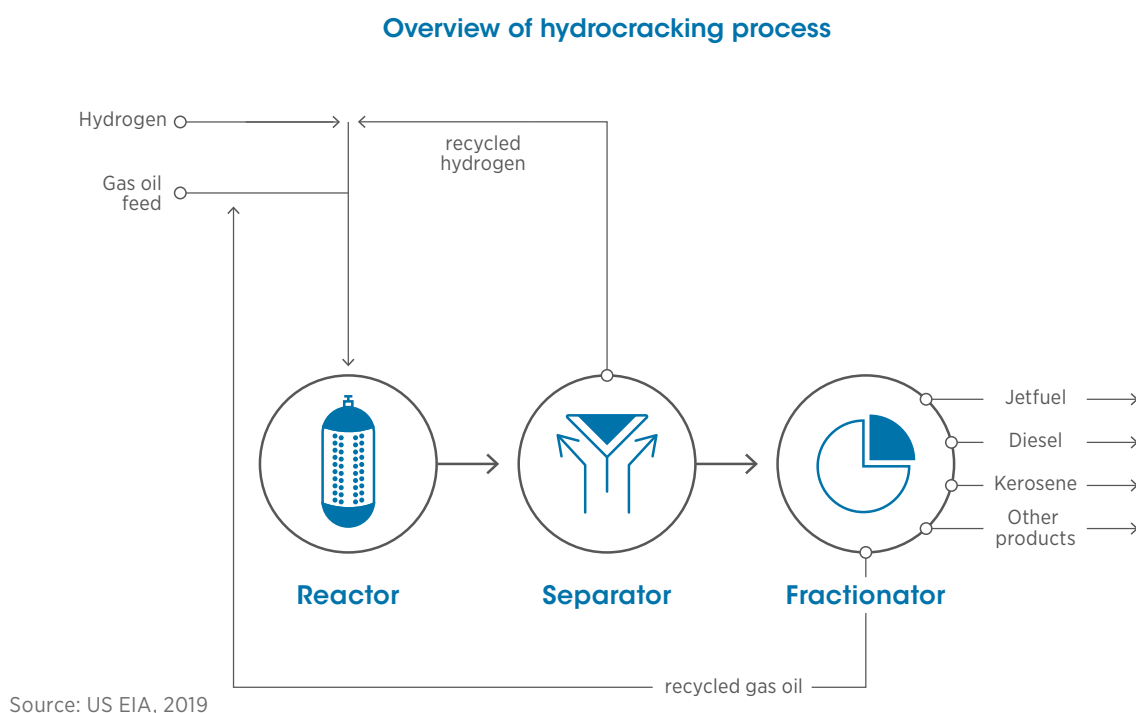 Overview of hydrocracking process
Hydrogen
recycled
hydrogen
Gas oil
feed
Jetfuel
Diesel
Kerosene
Other
products
Reactor
Separator
Fractionator
recycled gas oil
Source: US EIA, 2019